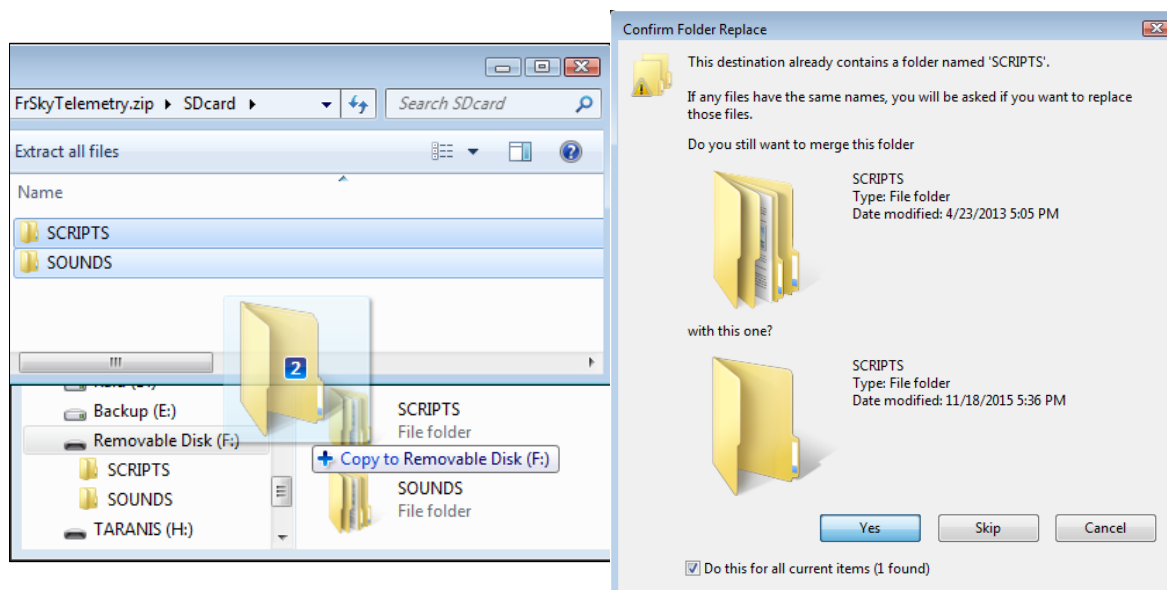 FrSkyTelemetry.zip SDcard
Search SDcard
Extract all files
Name
SCRIPTS
SOUNDS
2
Backup (E:)
Removable Disk (F:)
SCRIPTS
SOUNDS
TARANIS (H:)
SCRIPTS
File folder
Copy to Removable Disk (F:)
SOUNDS
File folder
Confirm Folder Replace
This destination already contains a folder named 'SCRIPTS'.
If any files have the same names, you will be asked if you want to replace
those files.
Do you still want to merge this folder
SCRIPTS
Type: File folder
Date modified: 4/23/2013 5:05 PM
with this one?
SCRIPTS
Type: File folder
Date modified: 11/18/2015 5:36 PM
Yes
Skip
Cancel
Do this for all current items (1 found)